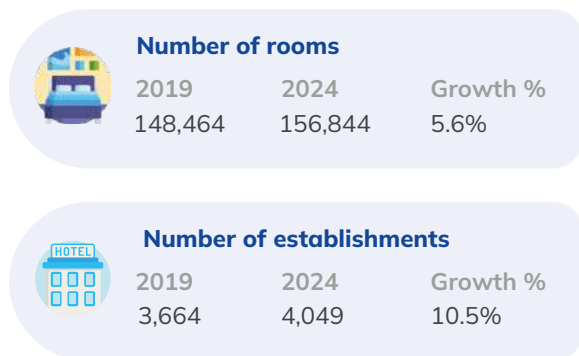 Number of rooms
2019 2024 Growth %
148,464 156,844 5.6%
Number of establishments
HOTEL
2019 2024 Growth %
3,664 4,049 10.5%